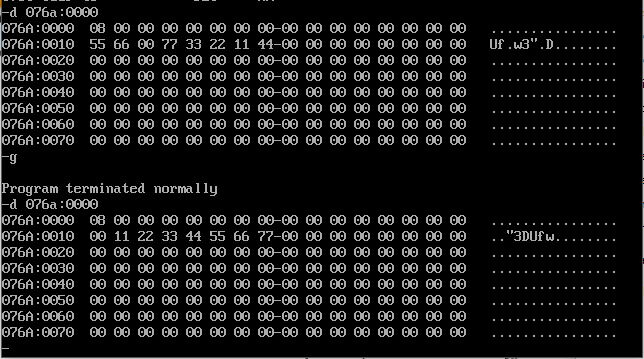 -d 076a:0000
076A:0000  08 00 00 00 00 00 00 00-00 00 00 00 00 00 00 00   ................
076A:0010  55 66 00 77 33 22 11 44-00 00 00 00 00 00 00 00   Uf.w3".D........
076A:0020  00 00 00 00 00 00 00 00-00 00 00 00 00 00 00 00   ................
076A:0030  00 00 00 00 00 00 00 00-00 00 00 00 00 00 00 00   ................
076A:0040  00 00 00 00 00 00 00 00-00 00 00 00 00 00 00 00   ................
076A:0050  00 00 00 00 00 00 00 00-00 00 00 00 00 00 00 00   ................
076A:0060  00 00 00 00 00 00 00 00-00 00 00 00 00 00 00 00   ................
076A:0070  00 00 00 00 00 00 00 00-00 00 00 00 00 00 00 00   ................
-g
Program terminated normally
-d 076a:0000
076A:0000  08 00 00 00 00 00 00 00-00 00 00 00 00 00 00 00   ................
076A:0010  00 11 22 33 44 55 66 77-00 00 00 00 00 00 00 00   .."3DUfw........
076A:0020  00 00 00 00 00 00 00 00-00 00 00 00 00 00 00 00   ................
076A:0030  00 00 00 00 00 00 00 00-00 00 00 00 00 00 00 00   ................
076A:0040  00 00 00 00 00 00 00 00-00 00 00 00 00 00 00 00   ................
076A:0050  00 00 00 00 00 00 00 00-00 00 00 00 00 00 00 00   ................
076A:0060  00 00 00 00 00 00 00 00-00 00 00 00 00 00 00 00   ................
076A:0070  00 00 00 00 00 00 00 00-00 00 00 00 00 00 00 00   ................
-